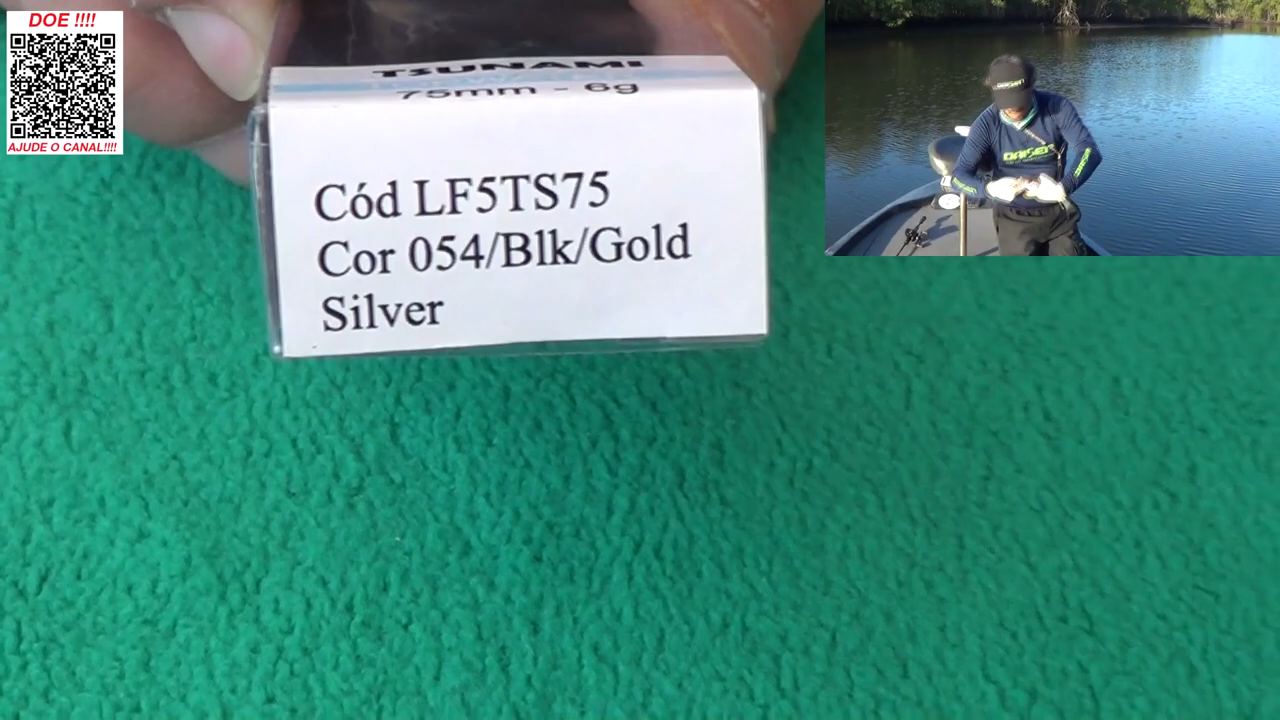 DOE !!!!
AJUDE O CANAL!!!!
TSUNAMI
75mm - 6g
Cód LF5TS75
Cor 054/Blk/Gold
Silver